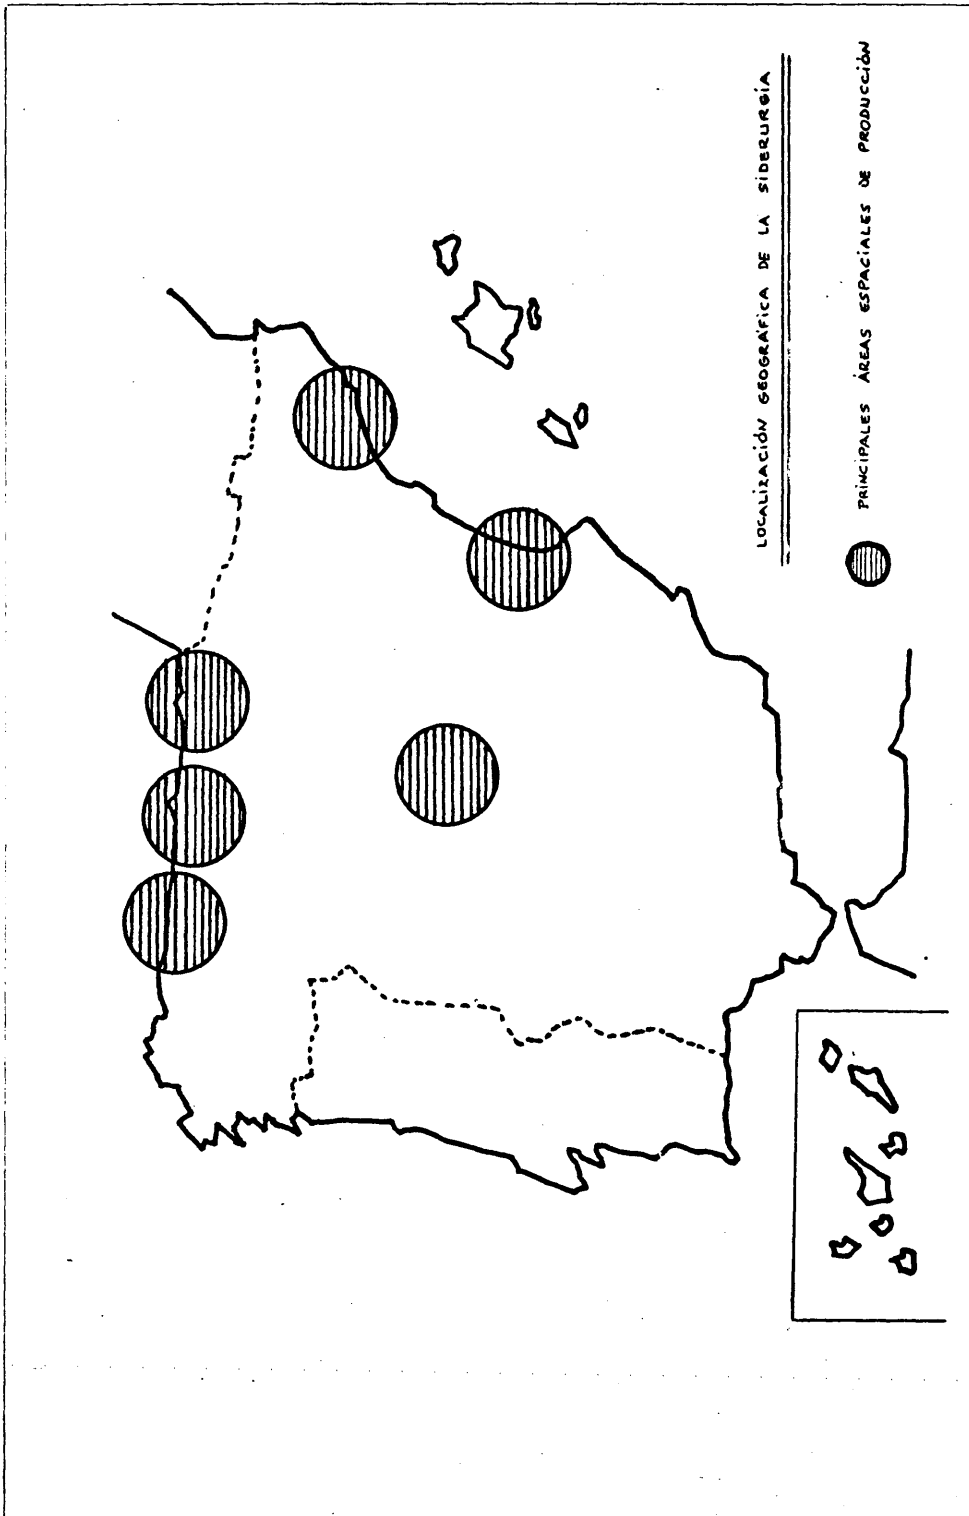 LOCALIZACIÓN GEOGRÁFICA DE LA SIDERURGIA
PRINCIPALES ÁREAS ESPACIALES DE PRODUCCIÓN